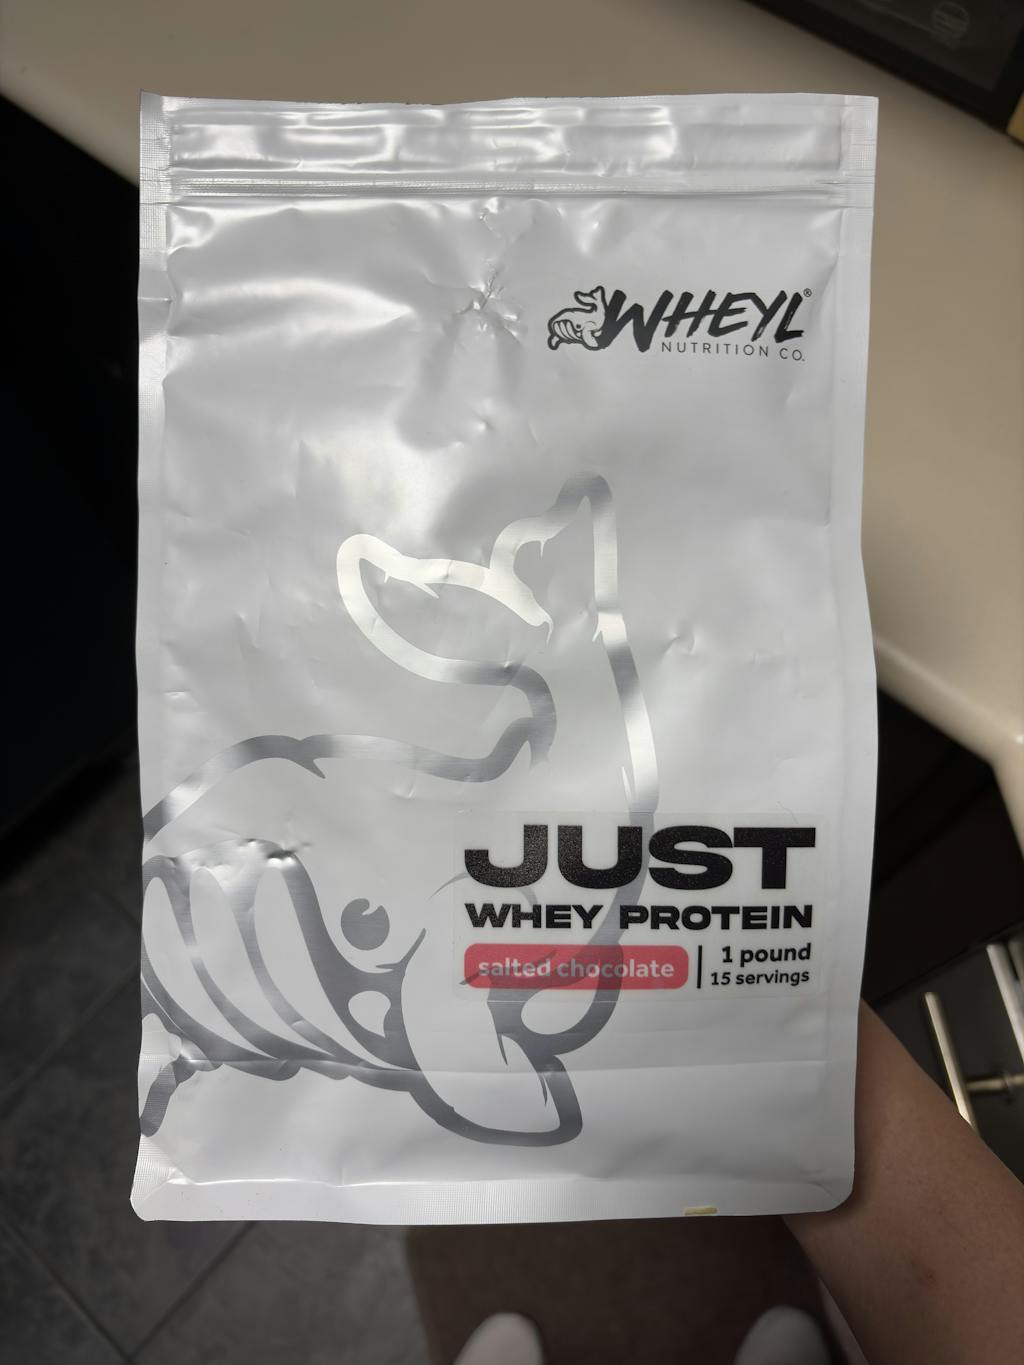 WHEYL®
NUTRITION CO.
JUST
WHEY PROTEIN
salted chocolate | 1 pound
15 servings